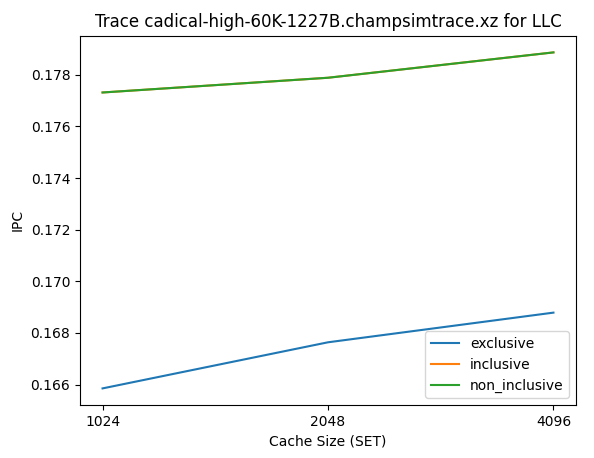 Trace cadical-high-60K-1227B.champsimtrace.xz for LLC
0.178
0.176
0.174
0.172
0.170
0.168
0.166
IPC
exclusive
inclusive
non_inclusive
1024
2048
4096
Cache Size (SET)